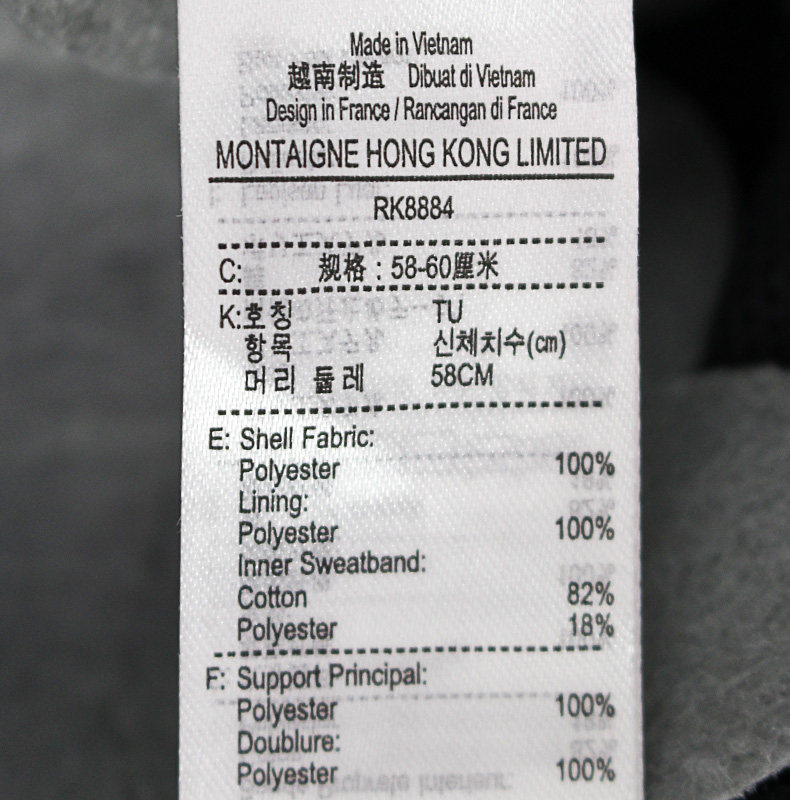 Made in Vietnam
越南制造 Dibuat di Vietnam
Design in France / Rancangan di France
MONTAIGNE HONG KONG LIMITED
RK8884
C: 规格 : 58-60厘米
K:호칭 TU
항목 신체치수(㎝)
머리 둘레 58CM
E: Shell Fabric:
Polyester 100%
Lining:
Polyester 100%
Inner Sweatband:
Cotton 82%
Polyester 18%
F: Support Principal:
Polyester 100%
Doublure:
Polyester 100%